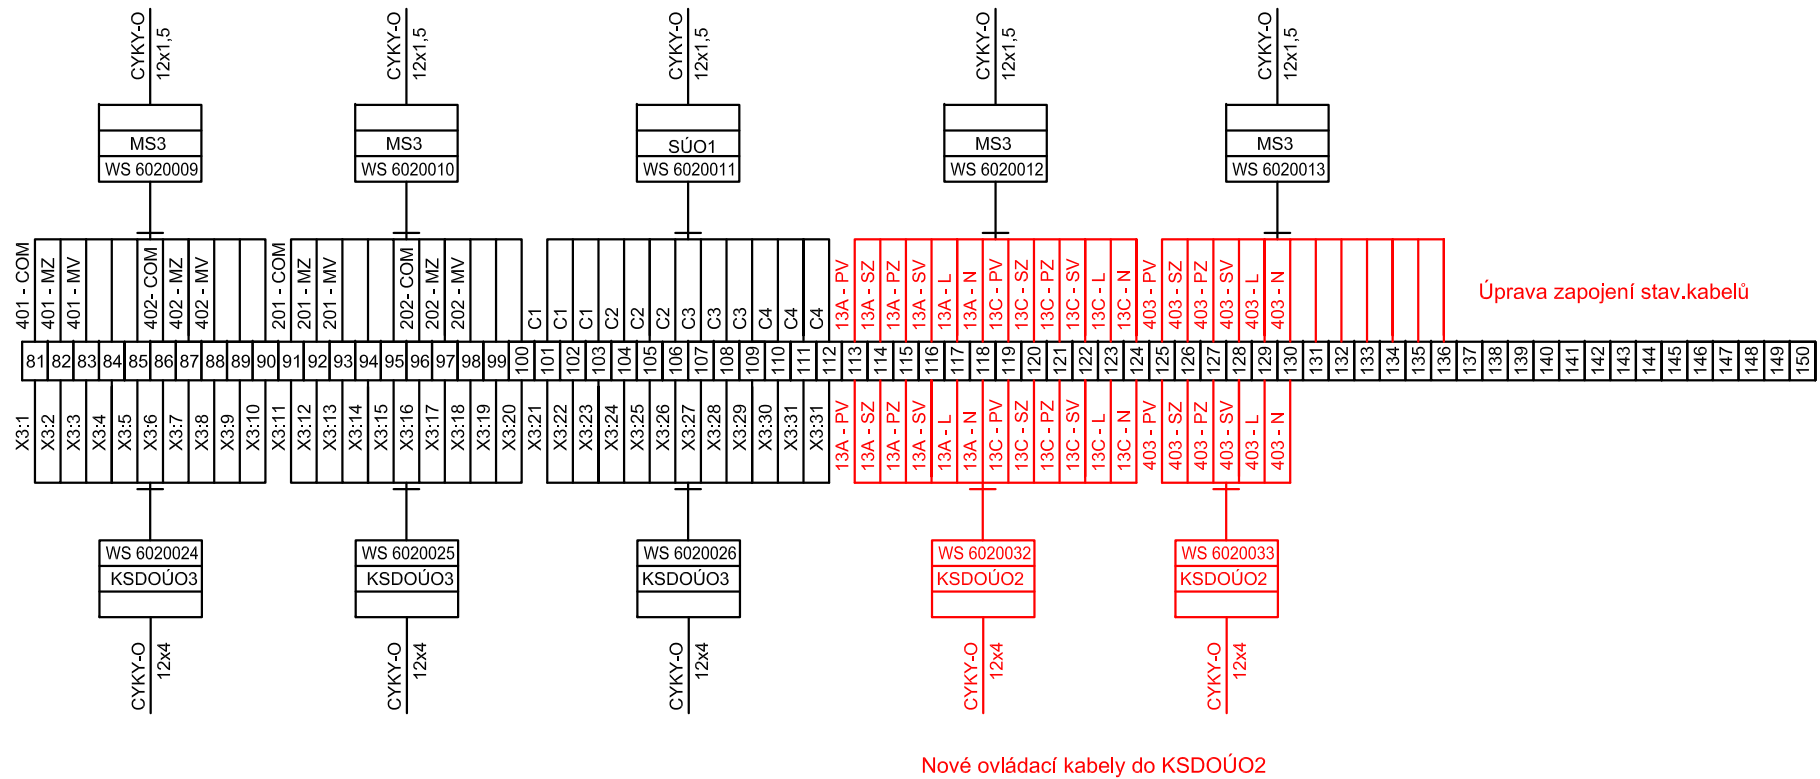 CYKY-O
12x1,5
CYKY-O
12x1,5
CYKY-O
12x1,5
CYKY-O
12x1,5
CYKY-O
12x1,5
MS3
WS 6020009
MS3
WS 6020010
SÚO1
WS 6020011
MS3
WS 6020012
MS3
WS 6020013
401 - COM
401 - MZ
401 - MV
402- COM
402 - MZ
402 - MV
201 - COM
201 - MZ
201 - MV
202- COM
202 - MZ
202 - MV
C1
C1
C1
C2
C2
C2
C3
C3
C3
C4
C4
C4
13A - PV
13A - SZ
13A - PZ
13A - SV
13A - L
13A - N
13C - PV
13C - SZ
13C - PZ
13C - SV
13C - L
13C - N
403 - PV
403 - SZ
403 - PZ
403 - SV
403 - L
403 - N
Úprava zapojení stav.kabelů
81 82 83 84 85 86 87 88 89 90 91 92 93 94 95 96 97 98 99 100 101 102 103 104 105 106 107 108 109 110 111 112 113 114 115 116 117 118 119 120 121 122 123 124 125 126 127 128 129 130 131 132 133 134 135 136 137 138 139 140 141 142 143 144 145 146 147 148 149 150
X3:1
X3:2
X3:3
X3:4
X3:5
X3:6
X3:7
X3:8
X3:9
X3:10
X3:11
X3:12
X3:13
X3:14
X3:15
X3:16
X3:17
X3:18
X3:19
X3:20
X3:21
X3:22
X3:23
X3:24
X3:25
X3:26
X3:27
X3:28
X3:29
X3:30
X3:31
X3:31
13A - PV
13A - SZ
13A - PZ
13A - SV
13A - L
13A - N
13C - PV
13C - SZ
13C - PZ
13C - SV
13C - L
13C - N
403 - PV
403 - SZ
403 - PZ
403 - SV
403 - L
403 - N
WS 6020024
KSDOÚO3
WS 6020025
KSDOÚO3
WS 6020026
KSDOÚO3
WS 6020032
KSDOÚO2
WS 6020033
KSDOÚO2
CYKY-O
12x4
CYKY-O
12x4
CYKY-O
12x4
CYKY-O
12x4
CYKY-O
12x4
Nové ovládací kabely do KSDOÚO2